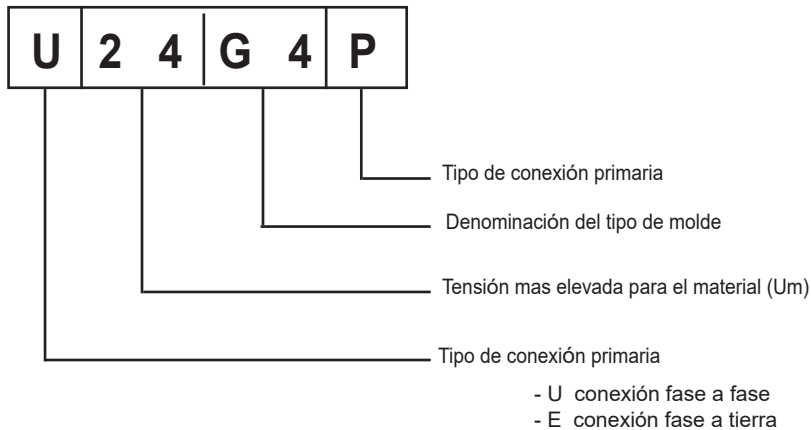 U 2 4 G 4 P
Tipo de conexión primaria
Denominación del tipo de molde
Tensión mas elevada para el material (Um)
Tipo de conexión primaria
- U conexión fase a fase
- E conexión fase a tierra